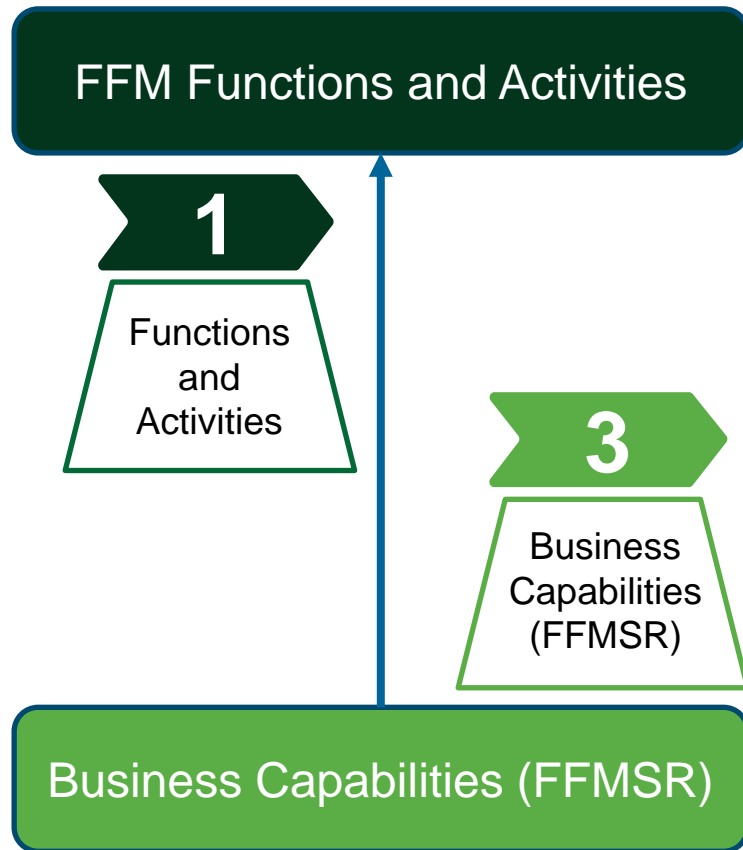 FFM Functions and Activities
1
Functions
and
Activities
3
Business
Capabilities
(FFMSR)
Business Capabilities (FFMSR)